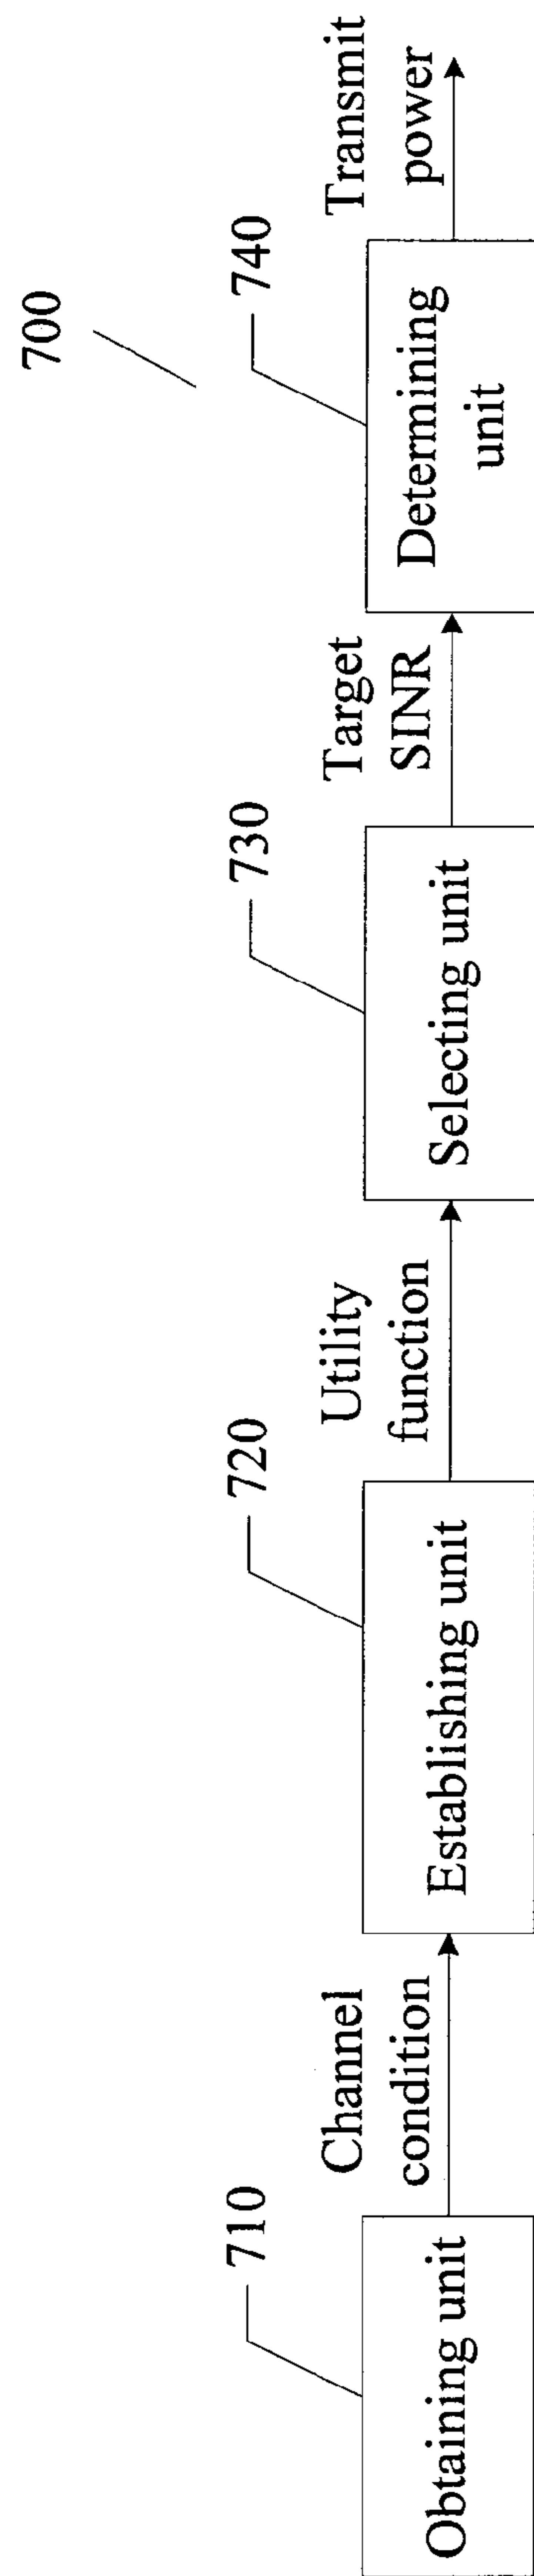 700
710
Obtaining unit
Channel
condition
720
Establishing unit
Utility
function
730
Selecting unit
Target
SINR
740
Determining
unit
Transmit
power